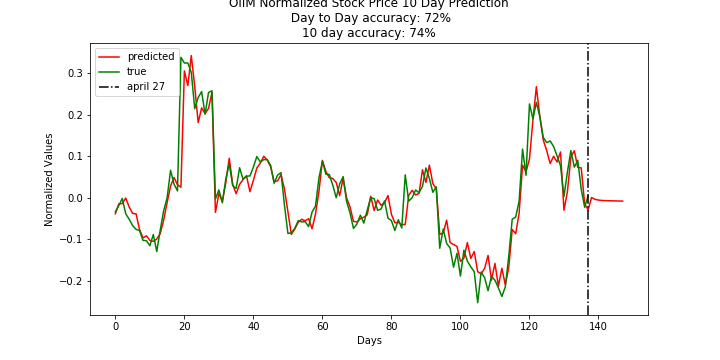 OIIM Normalized Stock Price 10 Day Prediction
Day to Day accuracy: 72%
10 day accuracy: 74%
predicted
true
april 27
Normalized Values
0.3
0.2
0.1
0.0
−0.1
−0.2
0
20
40
60
80
100
120
140
Days